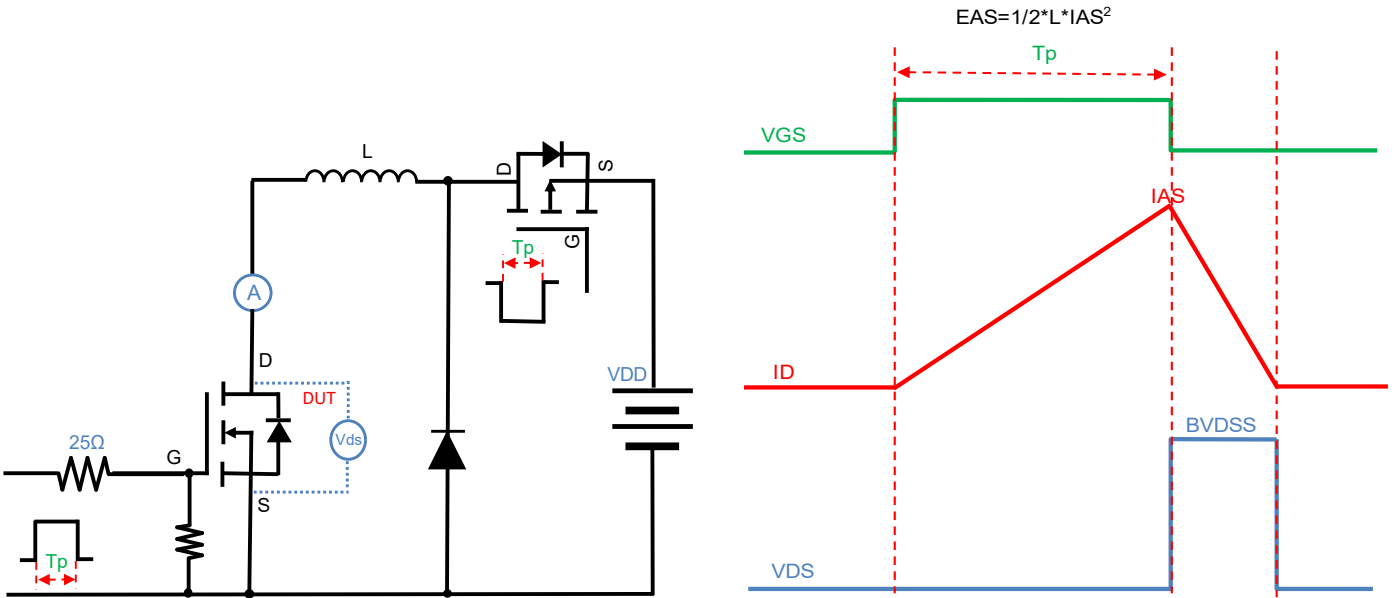 EAS=1/2*L*IAS²
L
D
S
G
Tp
A
D
DUT
Vds
VDD
25Ω
G
S
Tp
Tp
VGS
IAS
ID
BVDSS
VDS